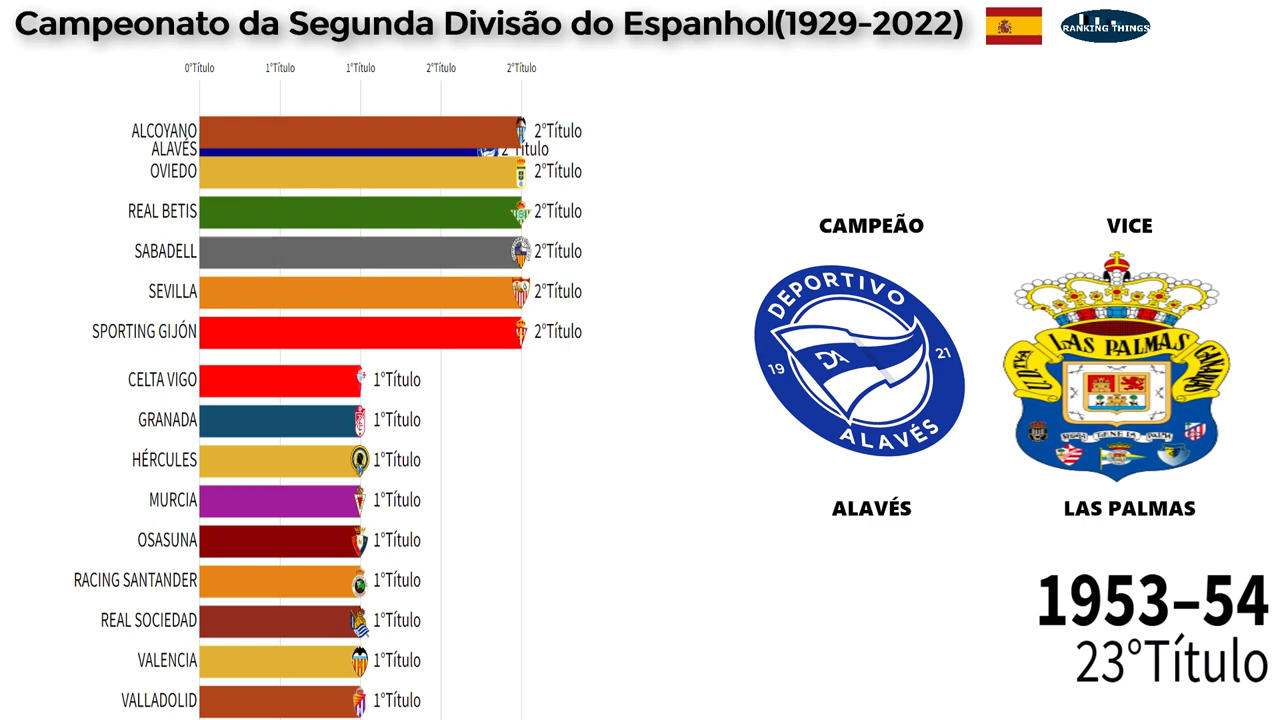 Campeonato da Segunda Divisão do Espanhol(1929-2022)
RANKING THINGS
0°Título 1°Título 1°Título 2°Título 2°Título
ALCOYANO 2°Título
ALAVÉS 2°Título
OVIEDO 2°Título
REAL BETIS 2°Título
SABADELL 2°Título
SEVILLA 2°Título
SPORTING GIJÓN 2°Título
CELTA VIGO 1°Título
GRANADA 1°Título
HÉRCULES 1°Título
MURCIA 1°Título
OSASUNA 1°Título
RACING SANTANDER 1°Título
REAL SOCIEDAD 1°Título
VALENCIA 1°Título
VALLADOLID 1°Título
CAMPEÃO VICE
DEPORTIVO
19 DA 21
ALAVÉS
LAS PALMAS
U.D. CANARIAS
ALAVÉS LAS PALMAS
1953-54
23°Título